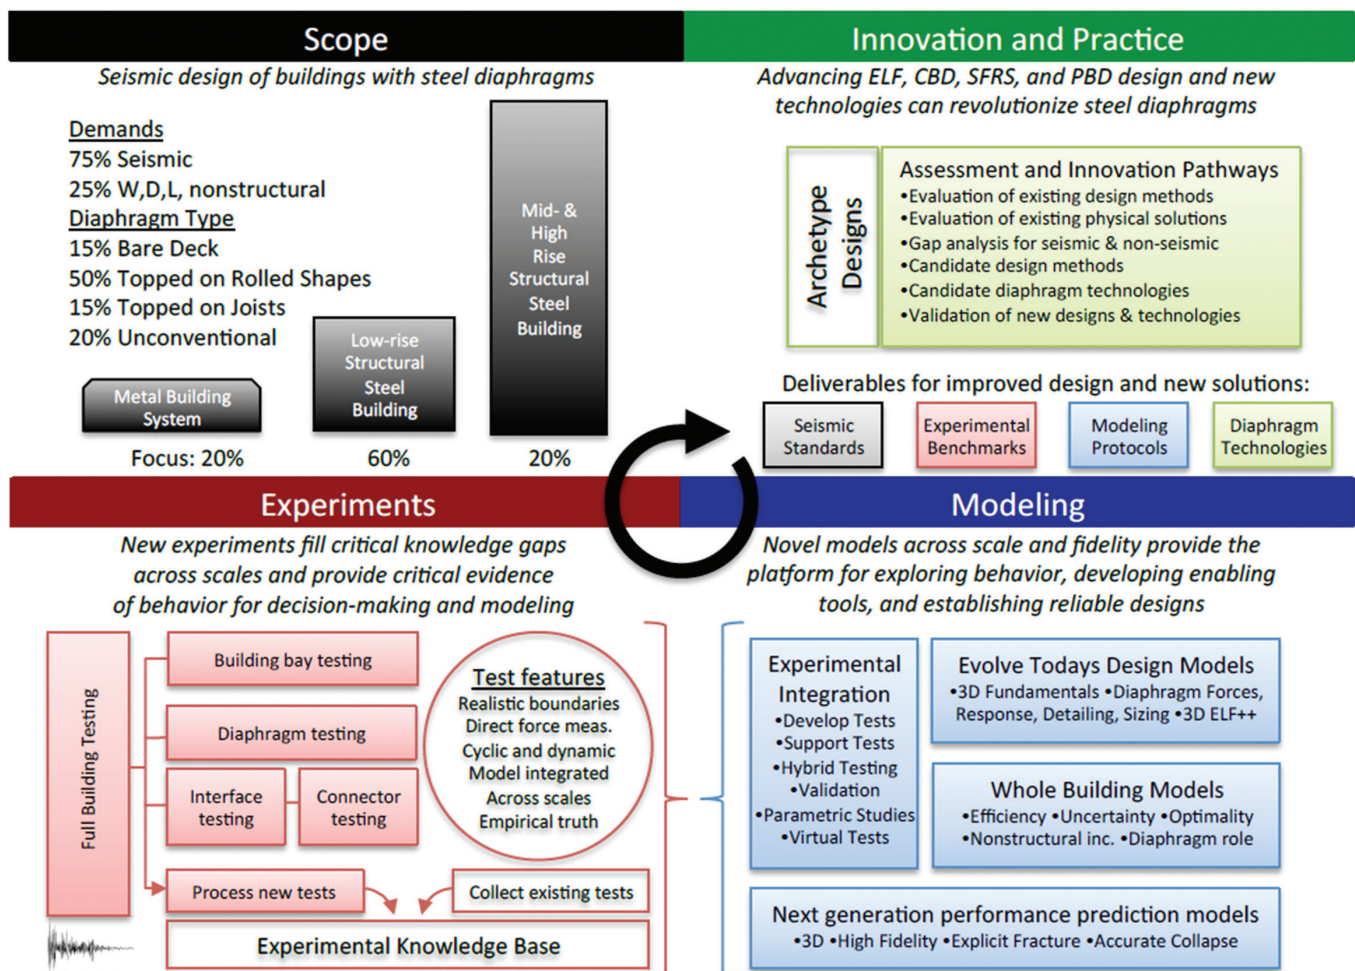 Scope
Seismic design of buildings with steel diaphragms
Demands
75% Seismic
25% W,D,L, nonstructural
Diaphragm Type
15% Bare Deck
50% Topped on Rolled Shapes
15% Topped on Joists
20% Unconventional
Metal Building
System
Low-rise
Structural
Steel
Building
Mid- &
High
Rise
Structural
Steel
Building
Focus: 20%
60%
20%
Innovation and Practice
Advancing ELF, CBD, SFRS, and PBD design and new
technologies can revolutionize steel diaphragms
Archetype
Designs
Assessment and Innovation Pathways
•Evaluation of existing design methods
•Evaluation of existing physical solutions
•Gap analysis for seismic & non-seismic
•Candidate design methods
•Candidate diaphragm technologies
•Validation of new designs & technologies
Deliverables for improved design and new solutions:
Seismic
Standards
Experimental
Benchmarks
Modeling
Protocols
Diaphragm
Technologies
Experiments
New experiments fill critical knowledge gaps
across scales and provide critical evidence
of behavior for decision-making and modeling
Full Building Testing
Building bay testing
Diaphragm testing
Interface
testing
Connector
testing
Process new tests
Test features
Realistic boundaries
Direct force meas.
Cyclic and dynamic
Model integrated
Across scales
Empirical truth
Collect existing tests
Experimental Knowledge Base
Modeling
Novel models across scale and fidelity provide the
platform for exploring behavior, developing enabling
tools, and establishing reliable designs
Experimental
Integration
•Develop Tests
•Support Tests
•Hybrid Testing
•Validation
•Parametric Studies
•Virtual Tests
Evolve Todays Design Models
•3D Fundamentals •Diaphragm Forces,
Response, Detailing, Sizing •3D ELF++
Whole Building Models
•Efficiency •Uncertainty •Optimality
•Nonstructural inc. •Diaphragm role
Next generation performance prediction models
•3D •High Fidelity •Explicit Fracture •Accurate Collapse